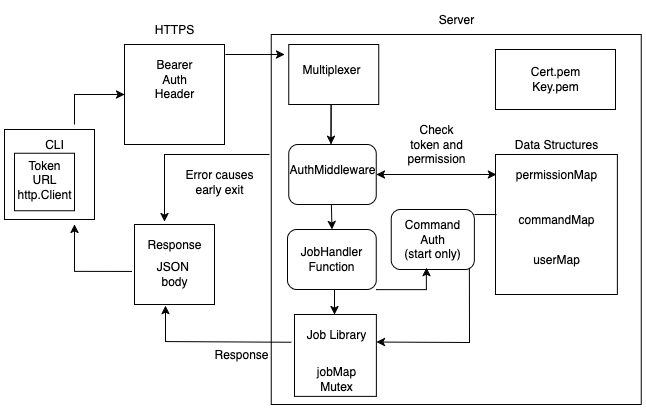 Server
HTTPS
Bearer
Auth
Header
Multiplexer
Cert.pem
Key.pem
CLI
Token
URL
http.Client
Error causes
early exit
AuthMiddleware
Check
token and
permission
Data Structures
permissionMap
commandMap
userMap
Response
JSON
body
JobHandler
Function
Command
Auth
(start only)
Job Library
jobMap
Mutex
Response